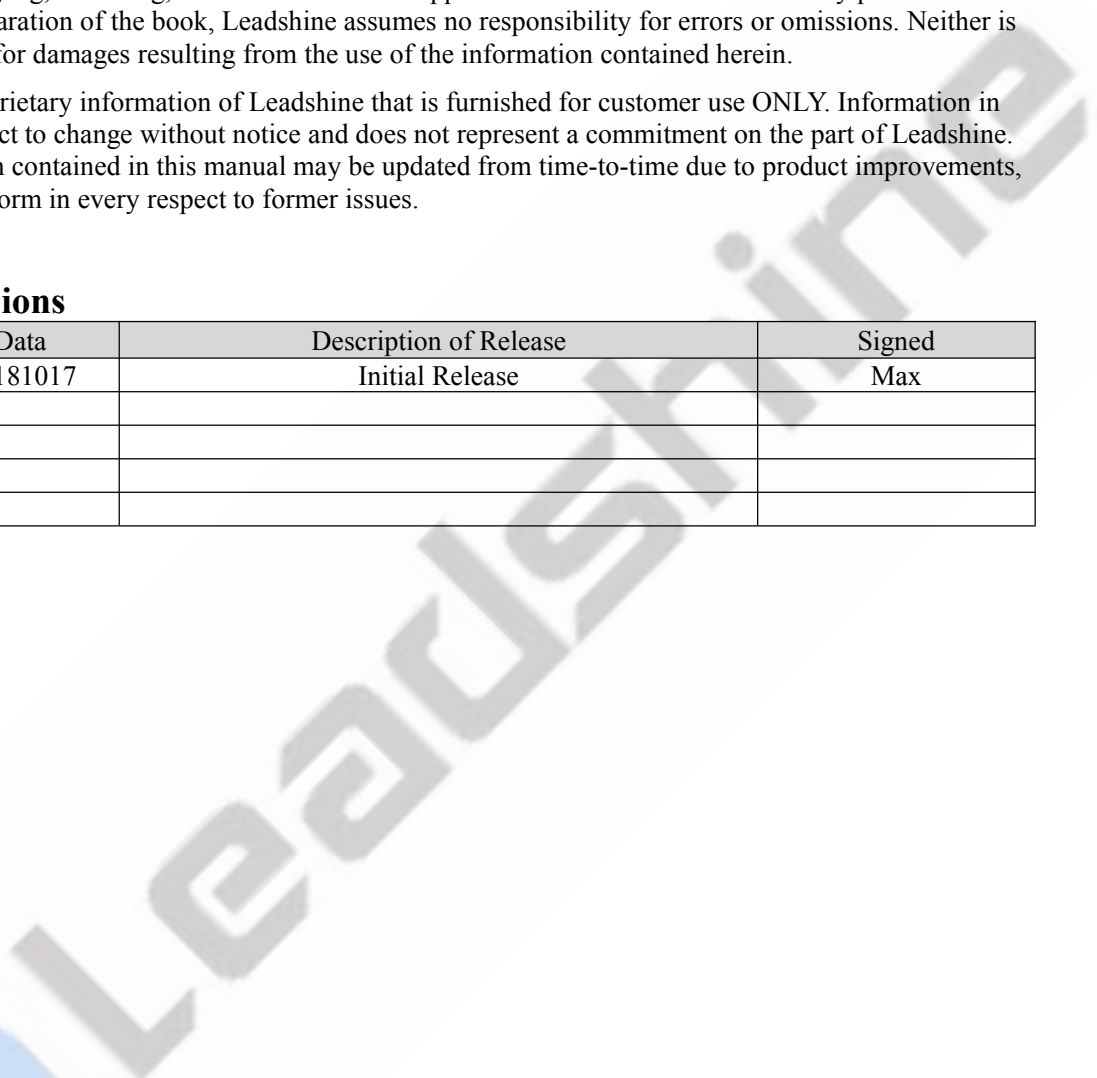 aration of the book, Leadshine assumes no responsibility for errors or omissions. Neither is
for damages resulting from the use of the information contained herein.
rietary information of Leadshine that is furnished for customer use ONLY. Information in
ct to change without notice and does not represent a commitment on the part of Leadshine.
n contained in this manual may be updated from time-to-time due to product improvements,
form in every respect to former issues.
ions
Data Description of Release Signed
181017 Initial Release Max
Leadshine